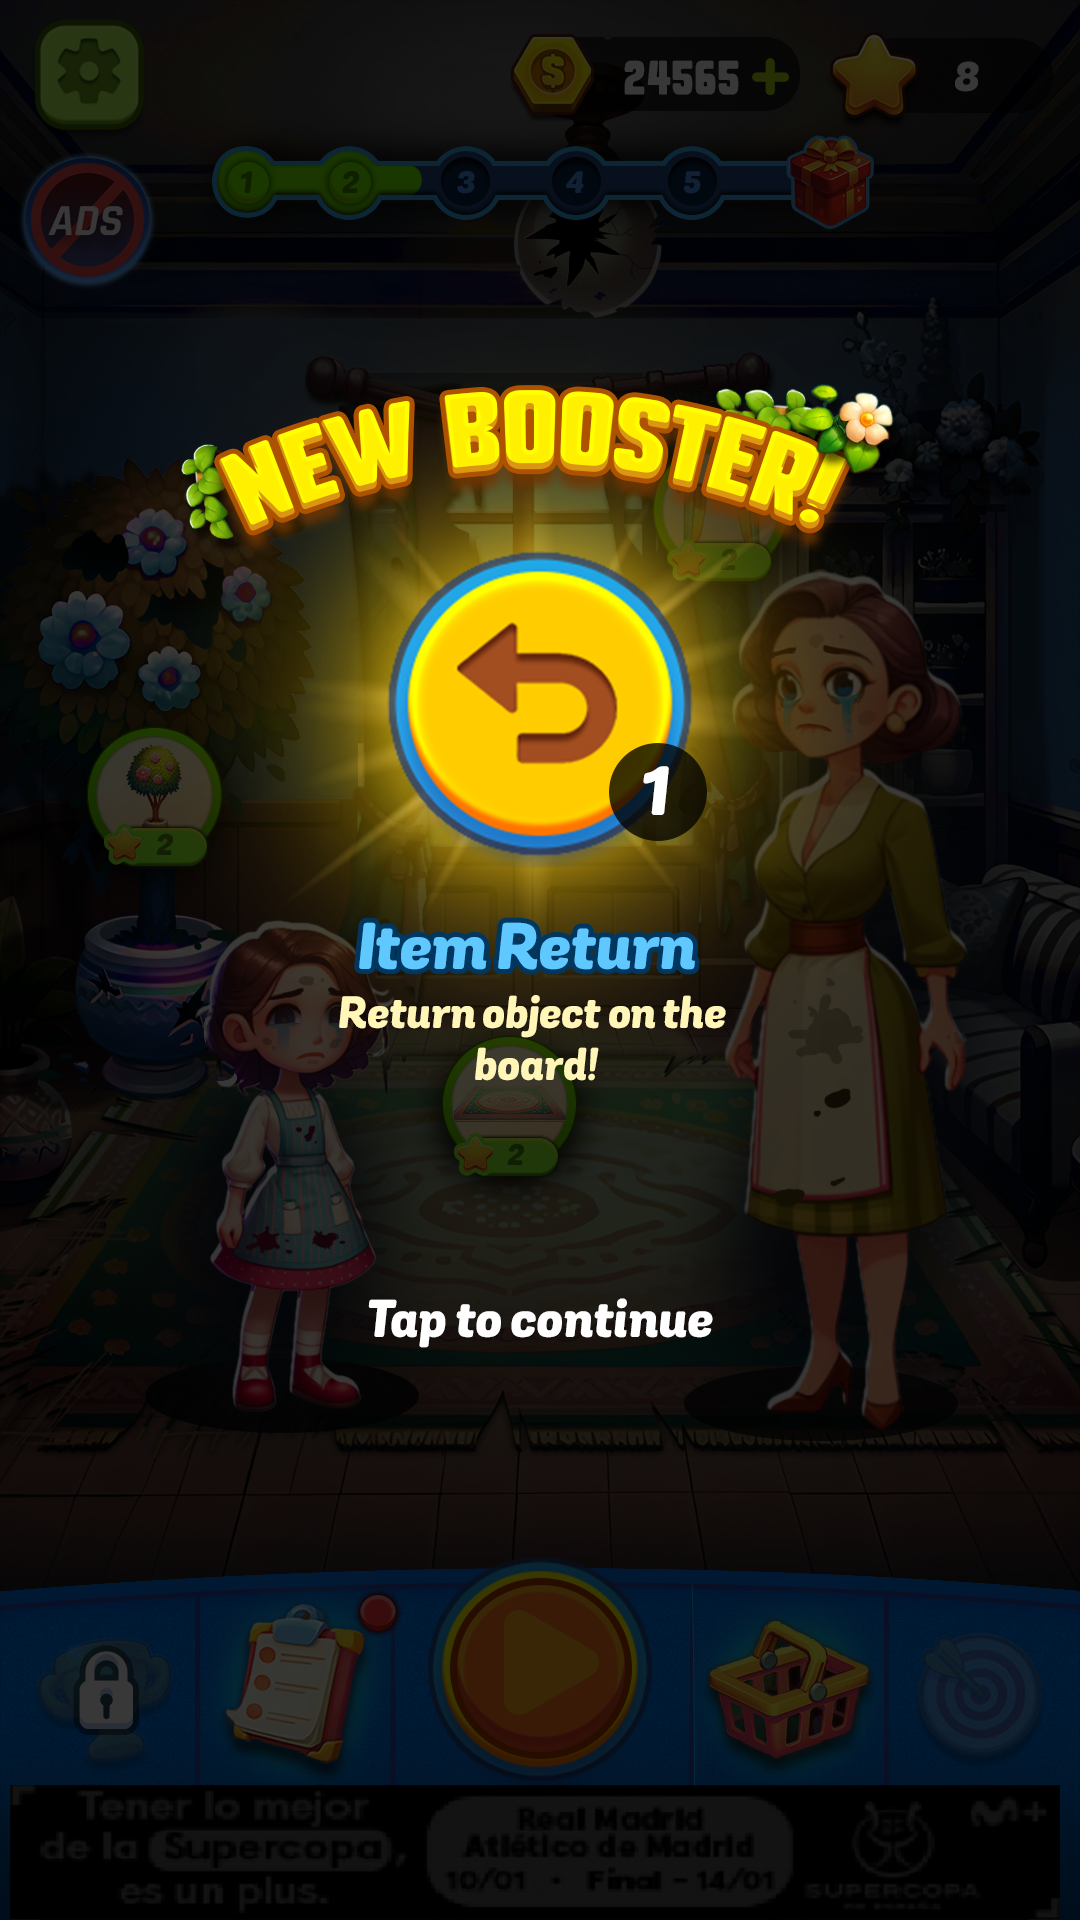 24565
8
1
2
3
4
5
ADS
NEW BOOSTER!
2
1
2
Item Return
Return object on the
board!
2
Tap to continue
Tener lo mejor
de la Supercopa,
es un plus.
Real Madrid
Atlético de Madrid
10/01 • Final - 14/01
SUPERCOPA
M+